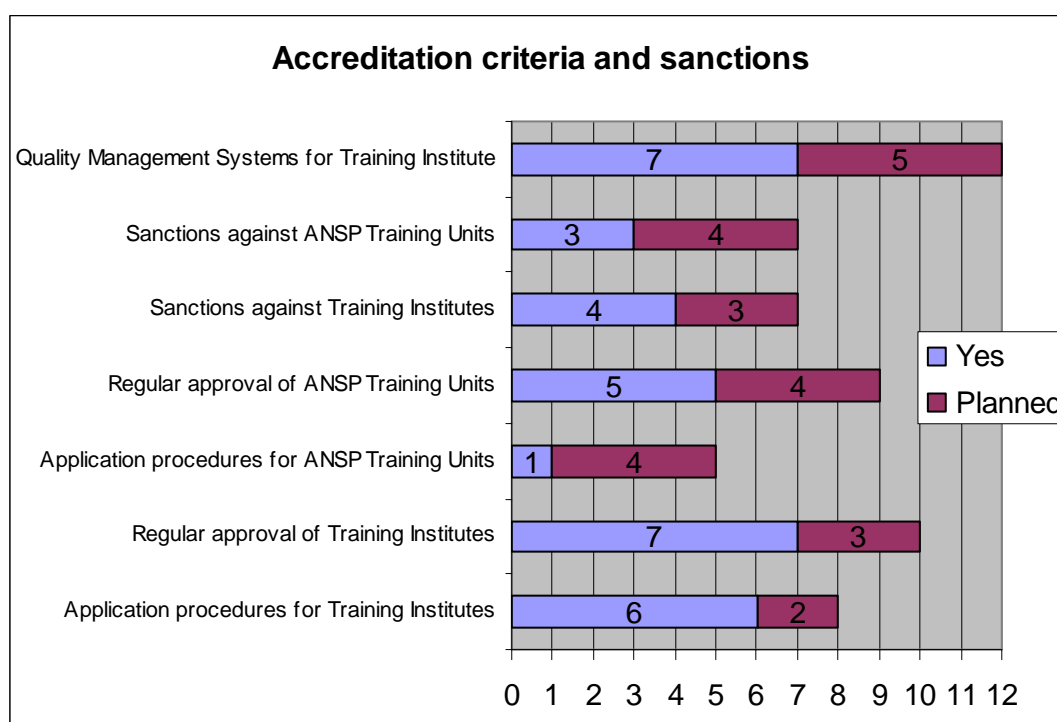 Accreditation criteria and sanctions
Quality Management Systems for Training Institute
7 5
Sanctions against ANSP Training Units
3 4
Sanctions against Training Institutes
4 3
Regular approval of ANSP Training Units
5 4
Application procedures for ANSP Training Units
1 4
Regular approval of Training Institutes
7 3
Application procedures for Training Institutes
6 2
0 1 2 3 4 5 6 7 8 9 10 11 12
Yes
Planned